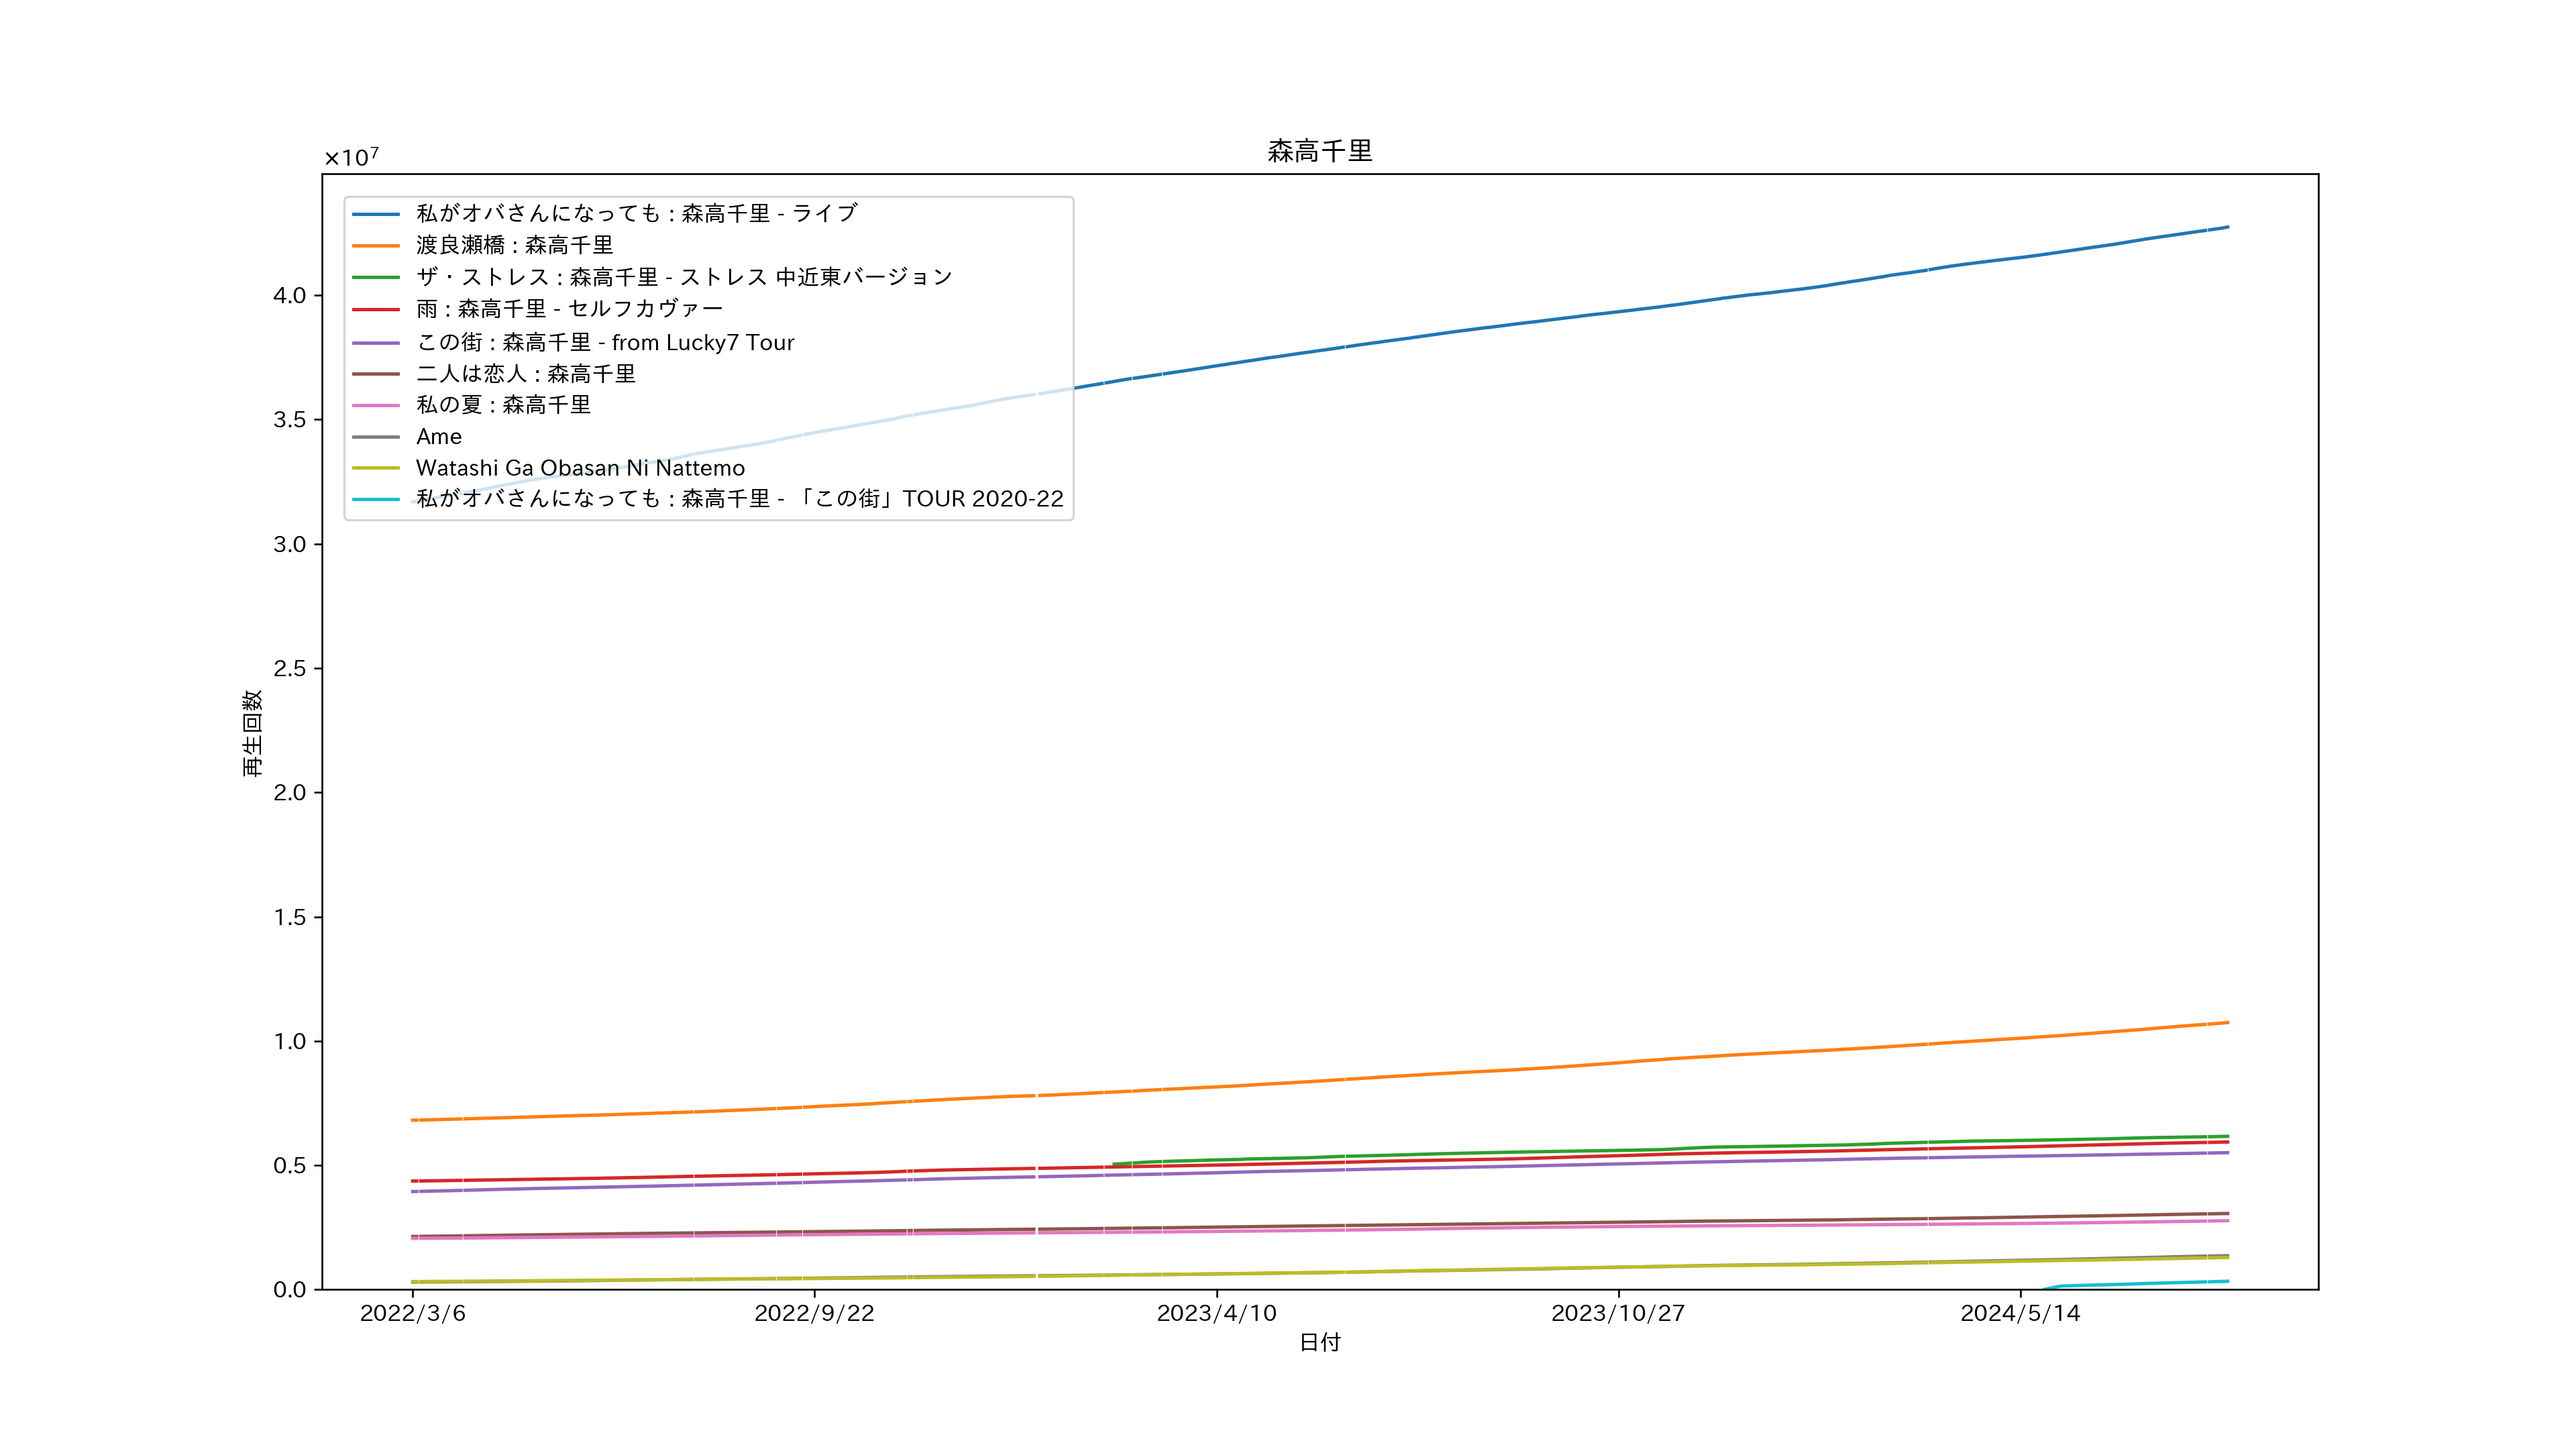 森高千里
×10⁷
私がオバさんになっても : 森高千里 - ライブ
渡良瀬橋 : 森高千里
ザ・ストレス : 森高千里 - ストレス 中近東バージョン
雨 : 森高千里 - セルフカヴァー
この街 : 森高千里 - from Lucky7 Tour
二人は恋人 : 森高千里
私の夏 : 森高千里
Ame
Watashi Ga Obasan Ni Nattemo
私がオバさんになっても : 森高千里 - 「この街」TOUR 2020-22
4.0
3.5
3.0
2.5
2.0
1.5
1.0
0.5
0.0
再生回数
2022/3/6
2022/9/22
2023/4/10
2023/10/27
2024/5/14
日付